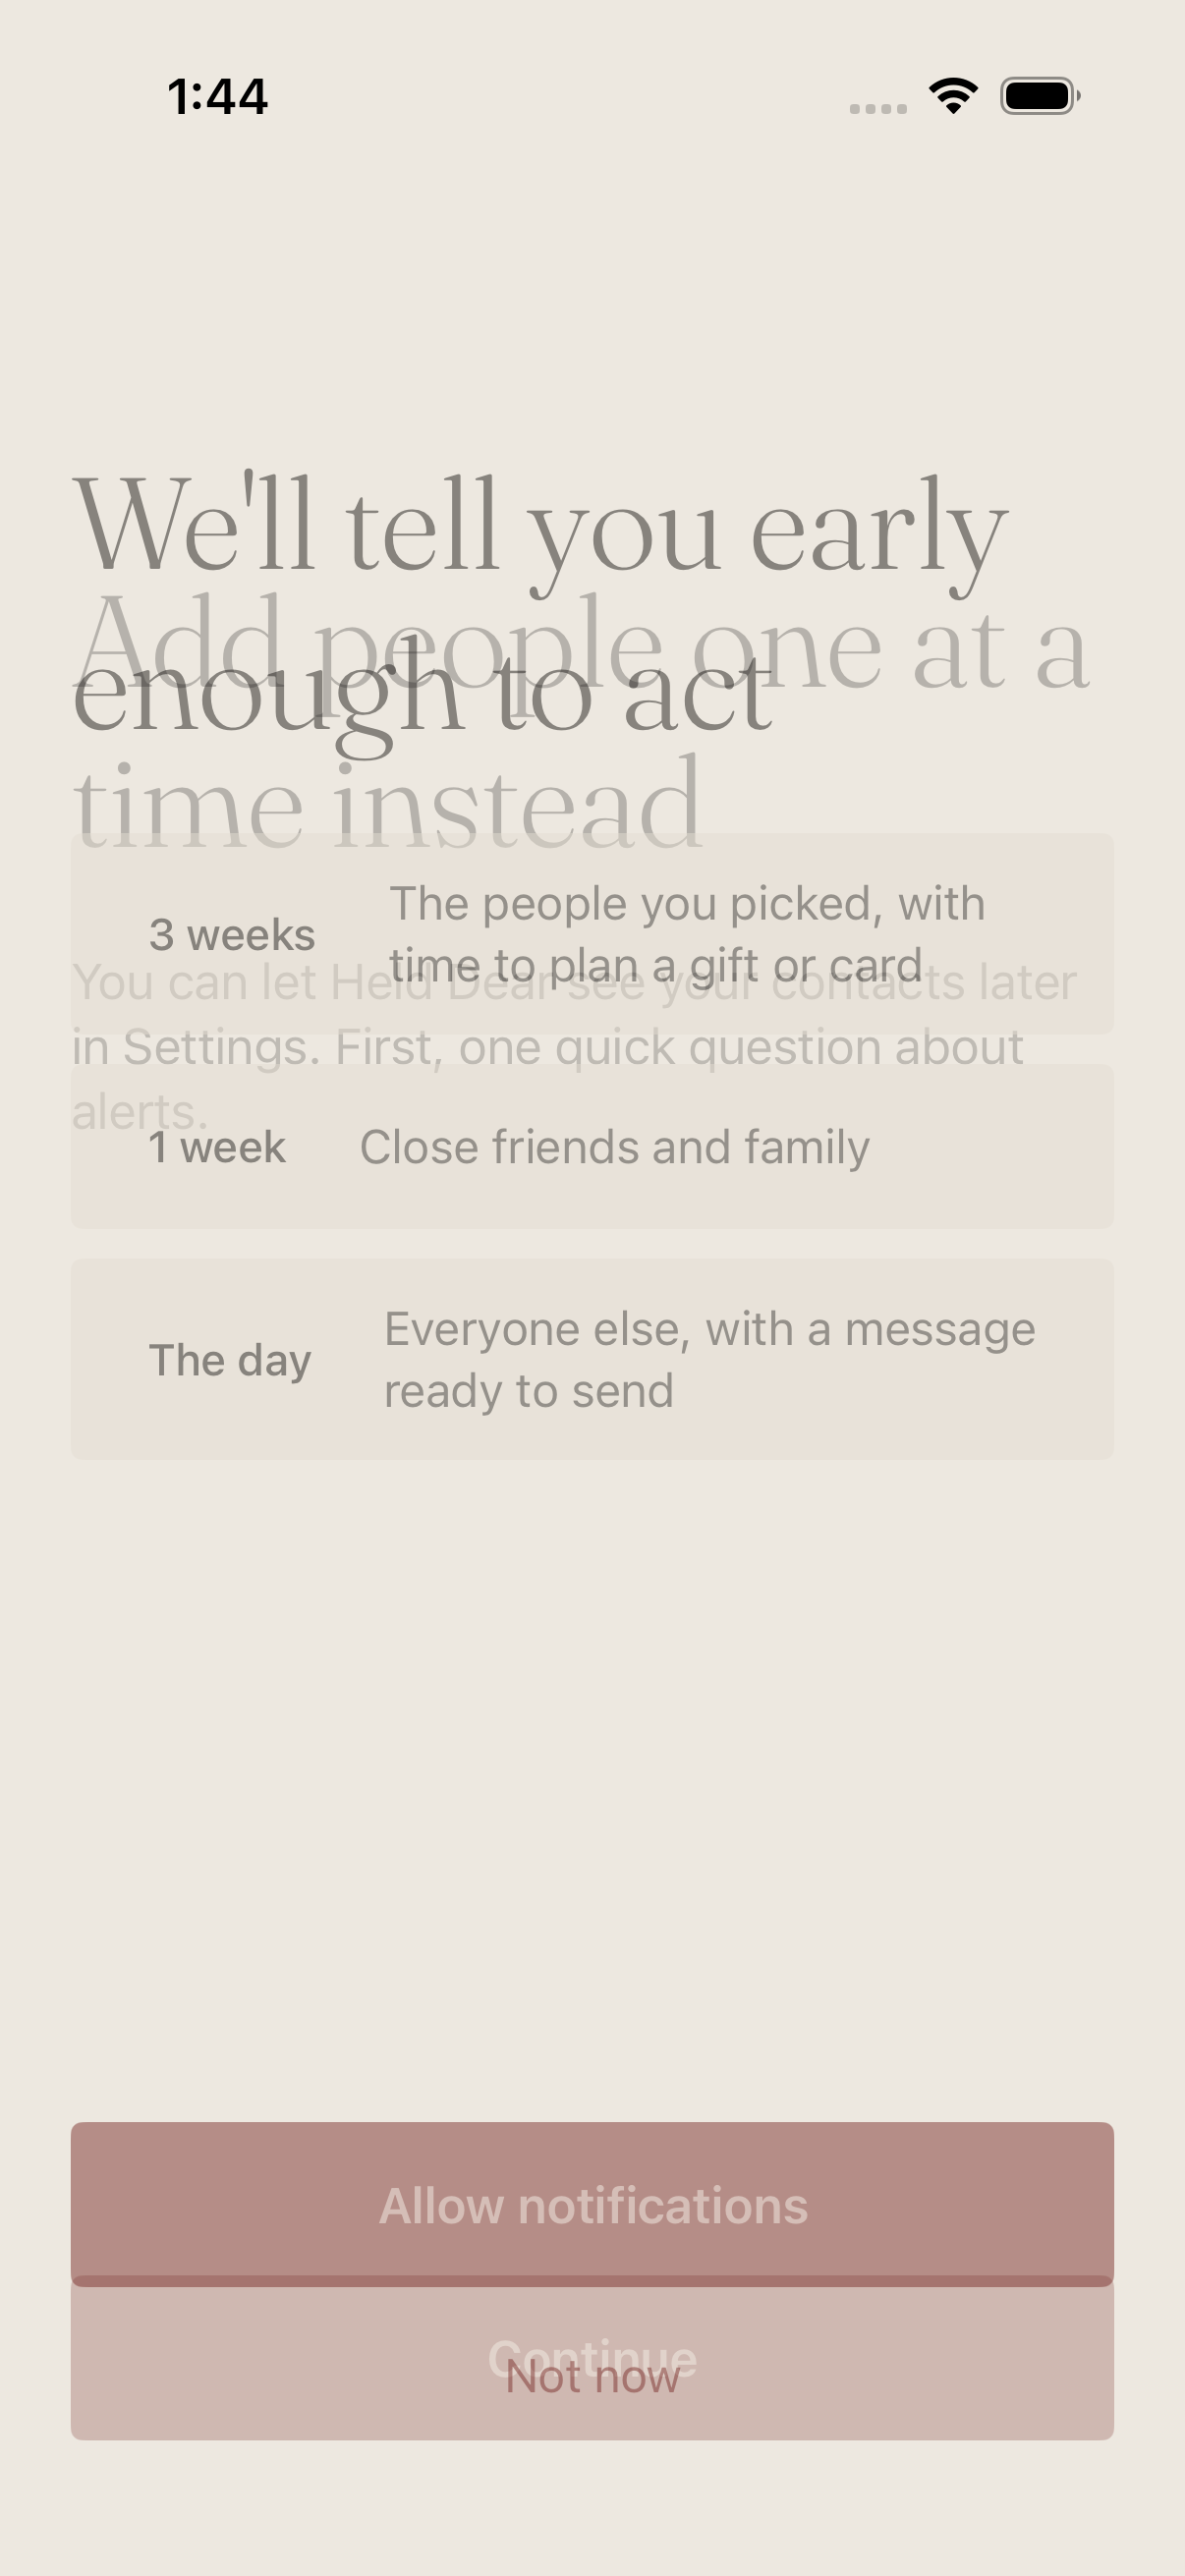 1:44
We'll tell you early
Add people one at a
enough to act
time instead
3 weeks
The people you picked, with
time to plan a gift or card
You can let Held Dear see your contacts later
in Settings. First, one quick question about
alerts.
1 week
Close friends and family
The day
Everyone else, with a message
ready to send
Allow notifications
Continue
Not now